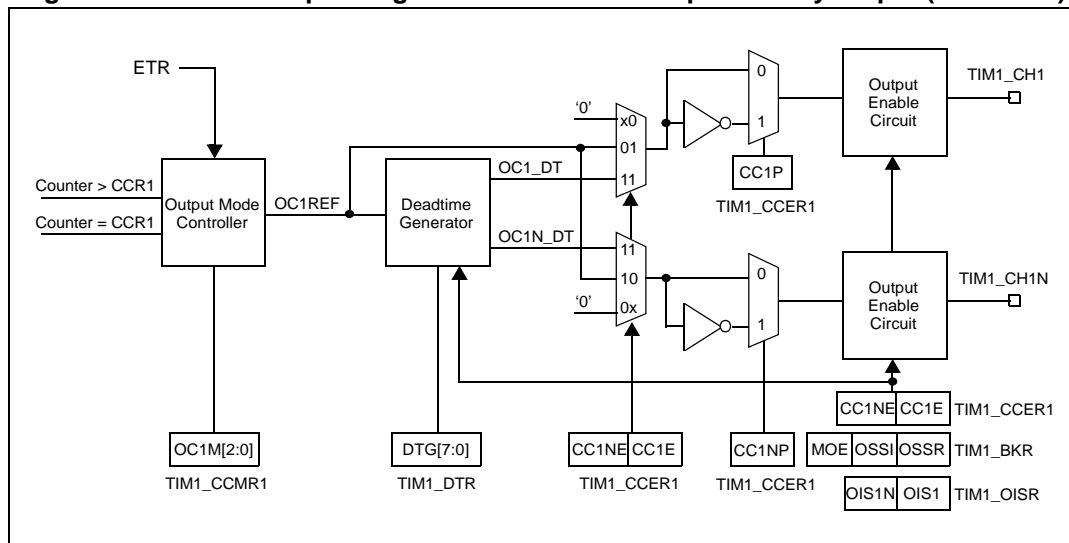 ETR
Counter > CCR1
Counter = CCR1
Output Mode
Controller
OC1REF
Deadtime
Generator
OC1_DT
OC1N_DT
'0'
x0
01
11
11
10
'0'
0x
0
1
CC1P
TIM1_CCER1
0
1
Output
Enable
Circuit
TIM1_CH1
Output
Enable
Circuit
TIM1_CH1N
OC1M[2:0]
TIM1_CCMR1
DTG[7:0]
TIM1_DTR
CC1NE CC1E
TIM1_CCER1
CC1NP
TIM1_CCER1
CC1NE CC1E TIM1_CCER1
MOE OSSI OSSR TIM1_BKR
OIS1N OIS1 TIM1_OISR